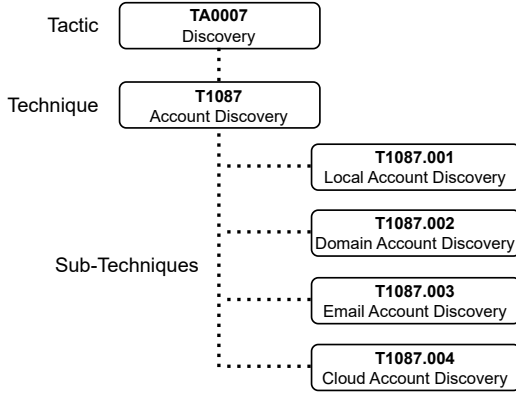 Tactic
TA0007
Discovery
Technique
T1087
Account Discovery
T1087.001
Local Account Discovery
T1087.002
Domain Account Discovery
Sub-Techniques
T1087.003
Email Account Discovery
T1087.004
Cloud Account Discovery